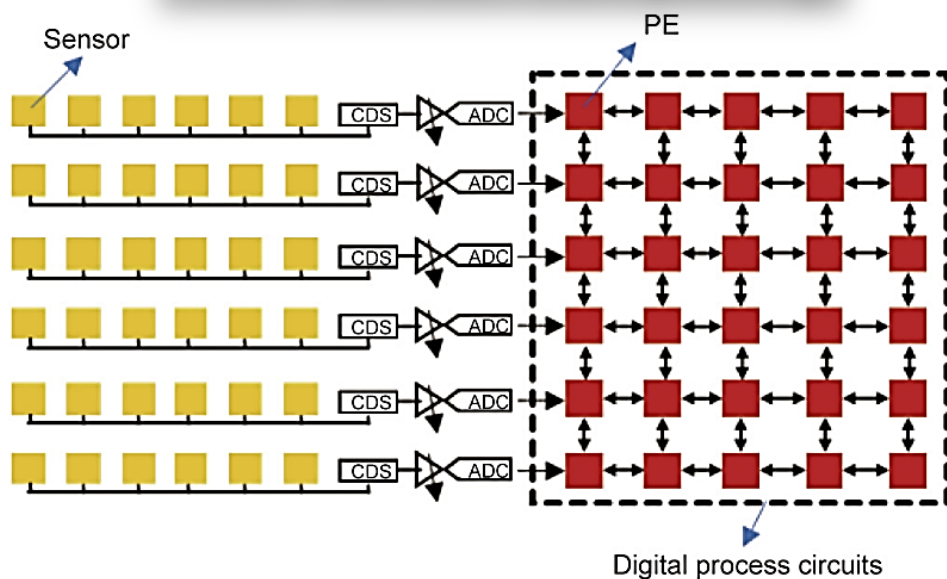 Sensor
PE
CDS ADC
CDS ADC
CDS ADC
CDS ADC
CDS ADC
CDS ADC
Digital process circuits